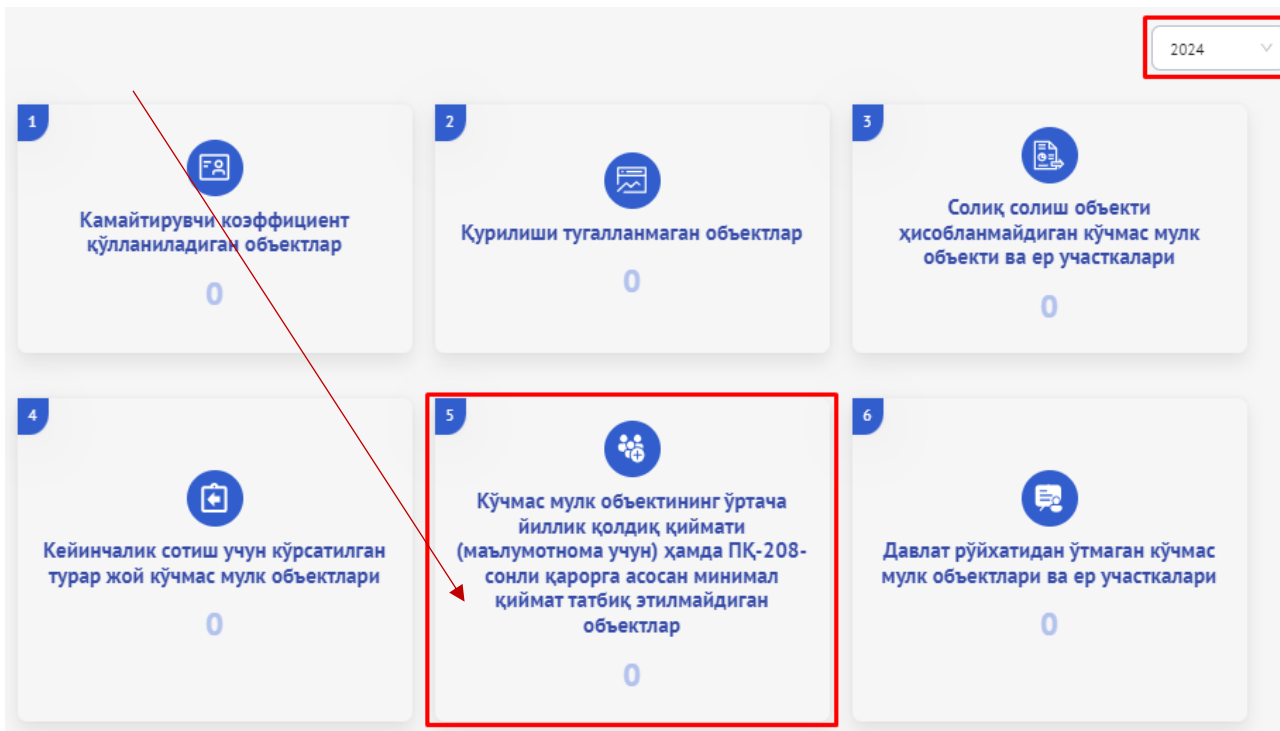 2024
1
Камайтирувчи коэффициент
қўлланиладиган объектлар
0
2
Қурилиши тугалланмаган объектлар
0
3
Солиқ солиш объекти
ҳисобланмайдиган кўчмас мулк
объекти ва ер участкалари
0
4
Кейинчалик сотиш учун кўрсатилган
турар жой кўчмас мулк объектлари
0
5
Кўчмас мулк объектининг ўртача
йиллик қолдиқ қиймати
(маълумотнома учун) ҳамда ПҚ-208-
сонли қарорга асосан минимал
қиймат татбиқ этилмайдиган
объектлар
0
6
Давлат рўйхатидан ўтмаган кўчмас
мулк объектлари ва ер участкалари
0